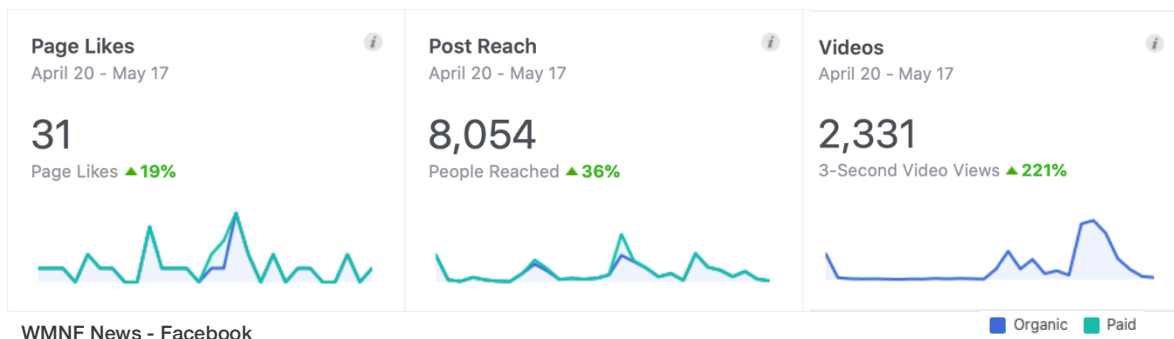 Page Likes
April 20 - May 17
31
Page Likes ▲19%
Post Reach
April 20 - May 17
8,054
People Reached ▲36%
Videos
April 20 - May 17
2,331
3-Second Video Views ▲221%
WMNF News - Facebook
Organic Paid